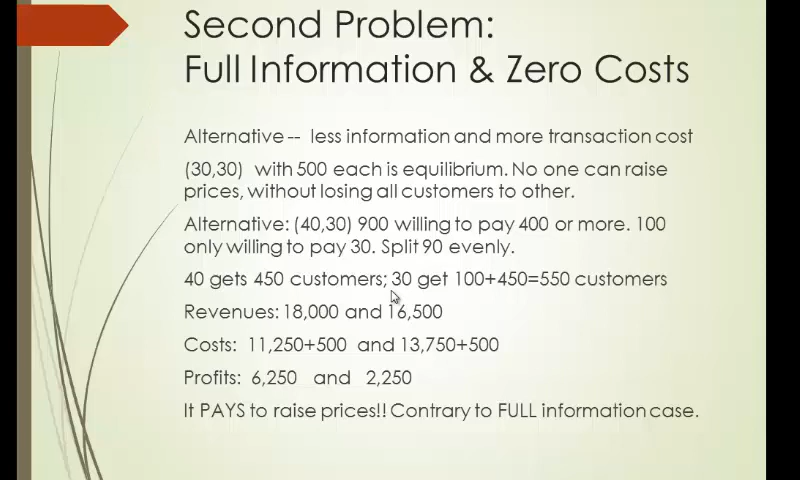 Second Problem:
Full Information & Zero Costs
Alternative -- less information and more transaction cost
(30,30) with 500 each is equilibrium. No one can raise
prices, without losing all customers to other.
Alternative: (40,30) 900 willing to pay 400 or more. 100
only willing to pay 30. Split 90 evenly.
40 gets 450 customers; 30 get 100+450=550 customers
Revenues: 18,000 and 16,500
Costs: 11,250+500 and 13,750+500
Profits: 6,250 and 2,250
It PAYS to raise prices!! Contrary to FULL information case.